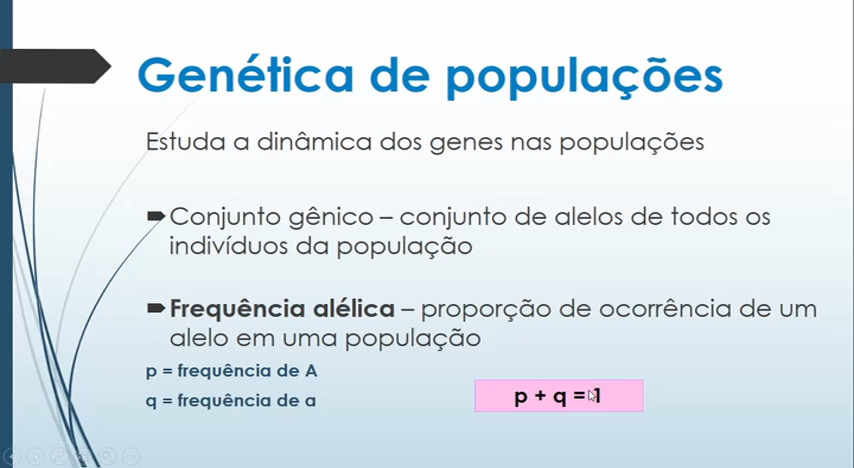 Genética de populações
Estuda a dinâmica dos genes nas populações
Conjunto gênico – conjunto de alelos de todos os
indivíduos da população
Frequência alélica – proporção de ocorrência de um
alelo em uma população
p = frequência de A
q = frequência de a
p + q = 1